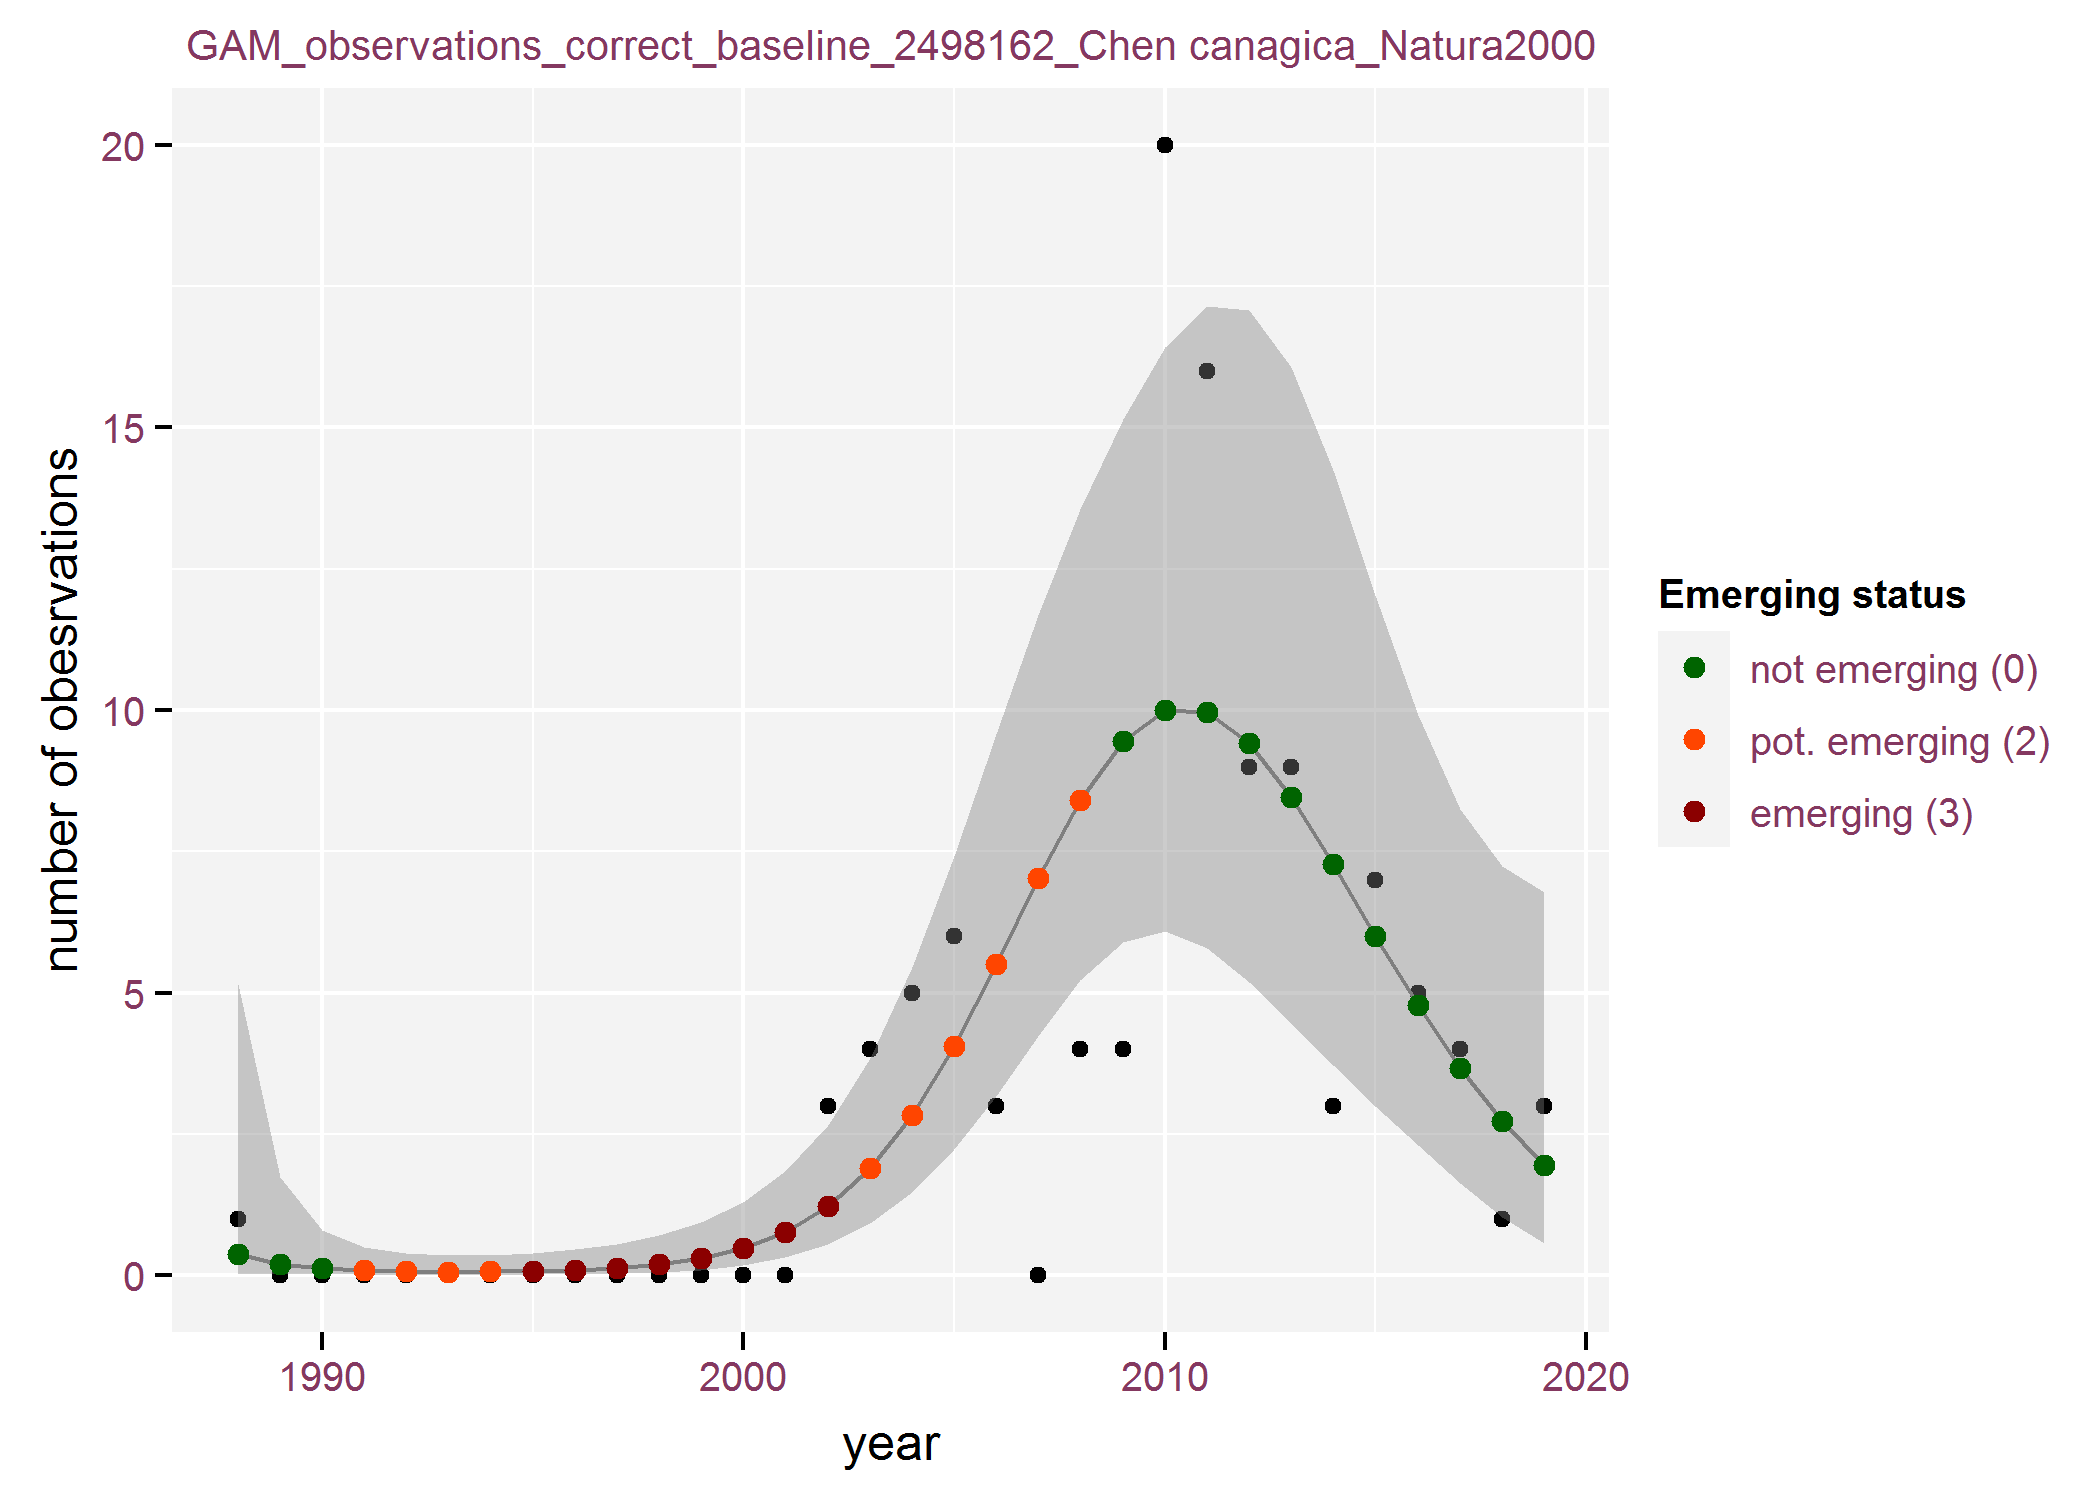 GAM_observations_correct_baseline_2498162_Chen canagica_Natura2000
number of obesrvations
20
15
10
5
0
1990
2000
2010
2020
year
Emerging status
not emerging (0)
pot. emerging (2)
emerging (3)